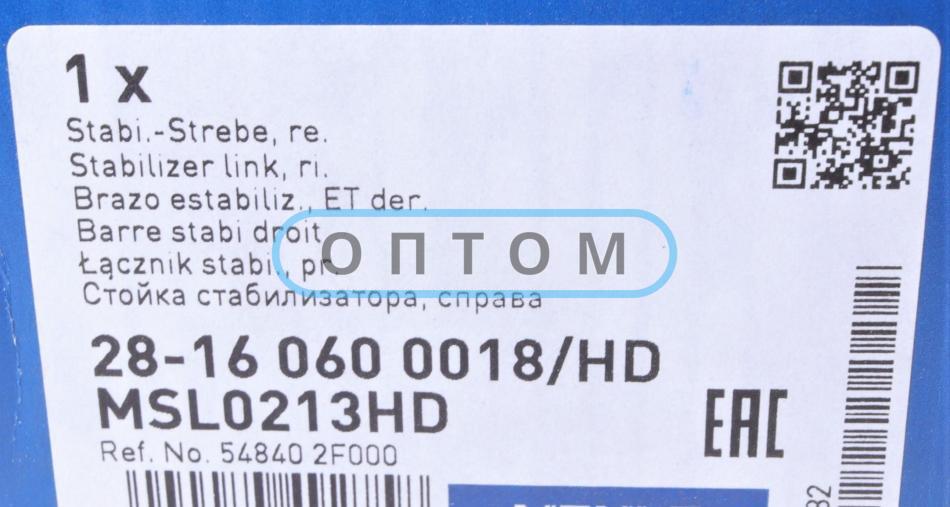 1 x
Stabi.-Strebe, re.
Stabilizer link, ri.
Brazo estabiliz., ET der.
Barre stabi droit
Łącznik stabi., pr.
Стойка стабилизатора, справа
ОПТОМ
28-16 060 0018/HD
MSL0213HD
EAC
Ref. No. 54840 2F000